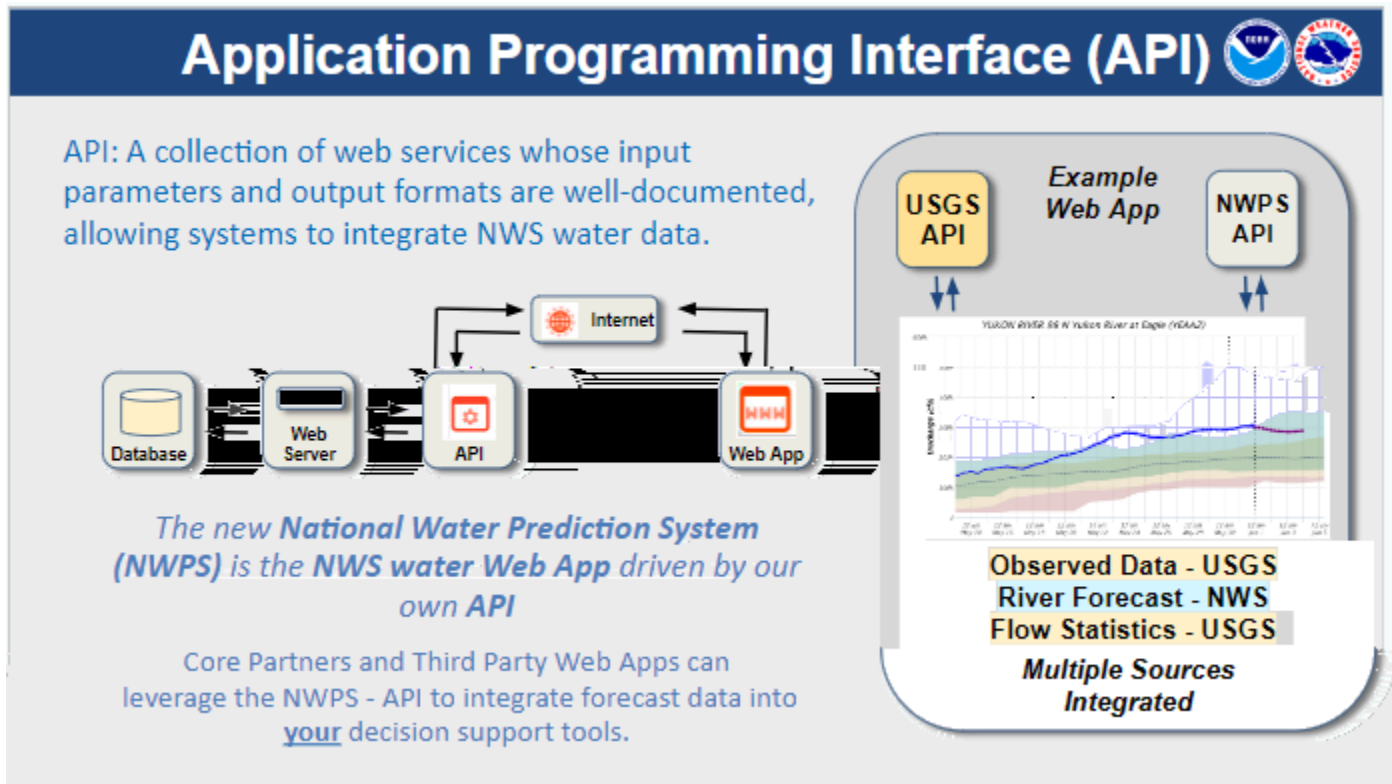 Application Programming Interface (API)
API: A collection of web services whose input
parameters and output formats are well-documented,
allowing systems to integrate NWS water data.
Internet
Database
Web
Server
API
WWW
Web App
The new National Water Prediction System
(NWPS) is the NWS water Web App driven by our
own API
Core Partners and Third Party Web Apps can
leverage the NWPS - API to integrate forecast data into
your decision support tools.
Example
Web App
USGS
API
NWPS
API
Observed Data - USGS
River Forecast - NWS
Flow Statistics - USGS
Multiple Sources
Integrated